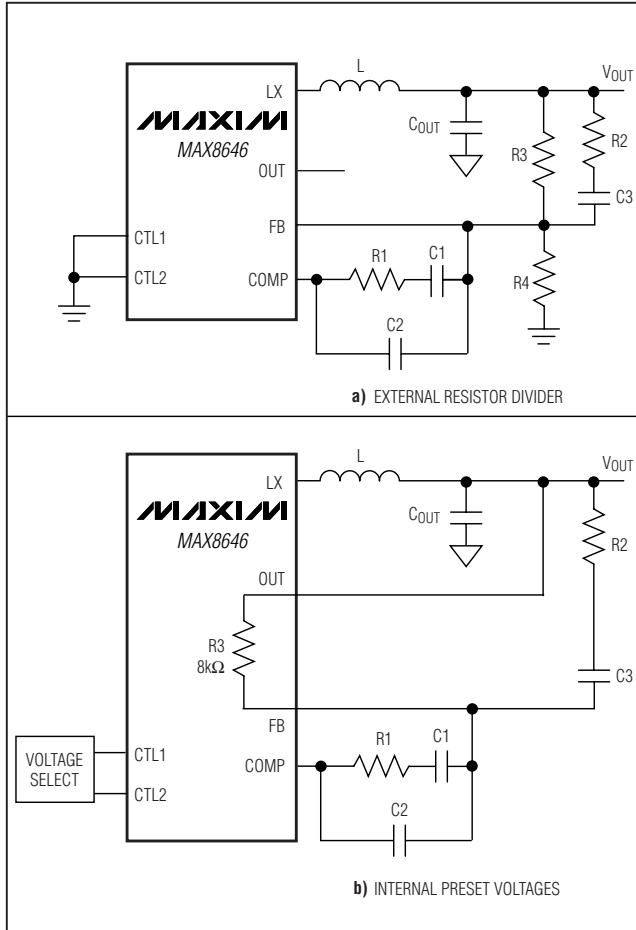 LX
L
VOUT
MAXIM
MAX8646
COUT
R3
R2
OUT
C3
FB
CTL1
R1
C1
CTL2
COMP
R4
C2
a) EXTERNAL RESISTOR DIVIDER
LX
L
VOUT
MAXIM
MAX8646
COUT
R2
OUT
R3
8kΩ
C3
FB
VOLTAGE
SELECT
CTL1
R1
C1
COMP
CTL2
C2
b) INTERNAL PRESET VOLTAGES